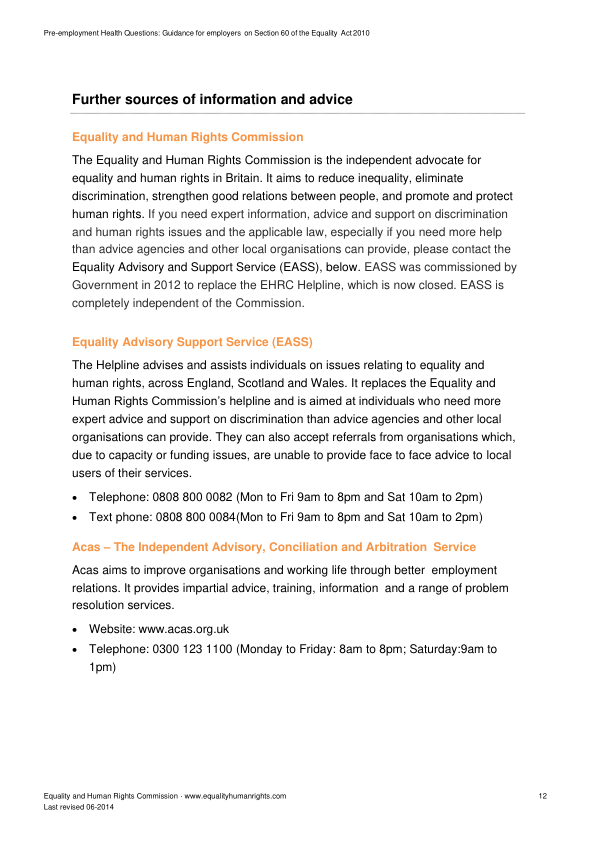 Pre-employment Health Questions: Guidance for employers on Section 60 of the Equality Act 2010
Further sources of information and advice
Equality and Human Rights Commission
The Equality and Human Rights Commission is the independent advocate for
equality and human rights in Britain. It aims to reduce inequality, eliminate
discrimination, strengthen good relations between people, and promote and protect
human rights. If you need expert information, advice and support on discrimination
and human rights issues and the applicable law, especially if you need more help
than advice agencies and other local organisations can provide, please contact the
Equality Advisory and Support Service (EASS), below. EASS was commissioned by
Government in 2012 to replace the EHRC Helpline, which is now closed. EASS is
completely independent of the Commission.
Equality Advisory Support Service (EASS)
The Helpline advises and assists individuals on issues relating to equality and
human rights, across England, Scotland and Wales. It replaces the Equality and
Human Rights Commission's helpline and is aimed at individuals who need more
expert advice and support on discrimination than advice agencies and other local
organisations can provide. They can also accept referrals from organisations which,
due to capacity or funding issues, are unable to provide face to face advice to local
users of their services.
• Telephone: 0808 800 0082 (Mon to Fri 9am to 8pm and Sat 10am to 2pm)
• Text phone: 0808 800 0084(Mon to Fri 9am to 8pm and Sat 10am to 2pm)
Acas – The Independent Advisory, Conciliation and Arbitration Service
Acas aims to improve organisations and working life through better employment
relations. It provides impartial advice, training, information and a range of problem
resolution services.
• Website: www.acas.org.uk
• Telephone: 0300 123 1100 (Monday to Friday: 8am to 8pm; Saturday:9am to
1pm)
Equality and Human Rights Commission · www.equalityhumanrights.com 12
Last revised 06-2014